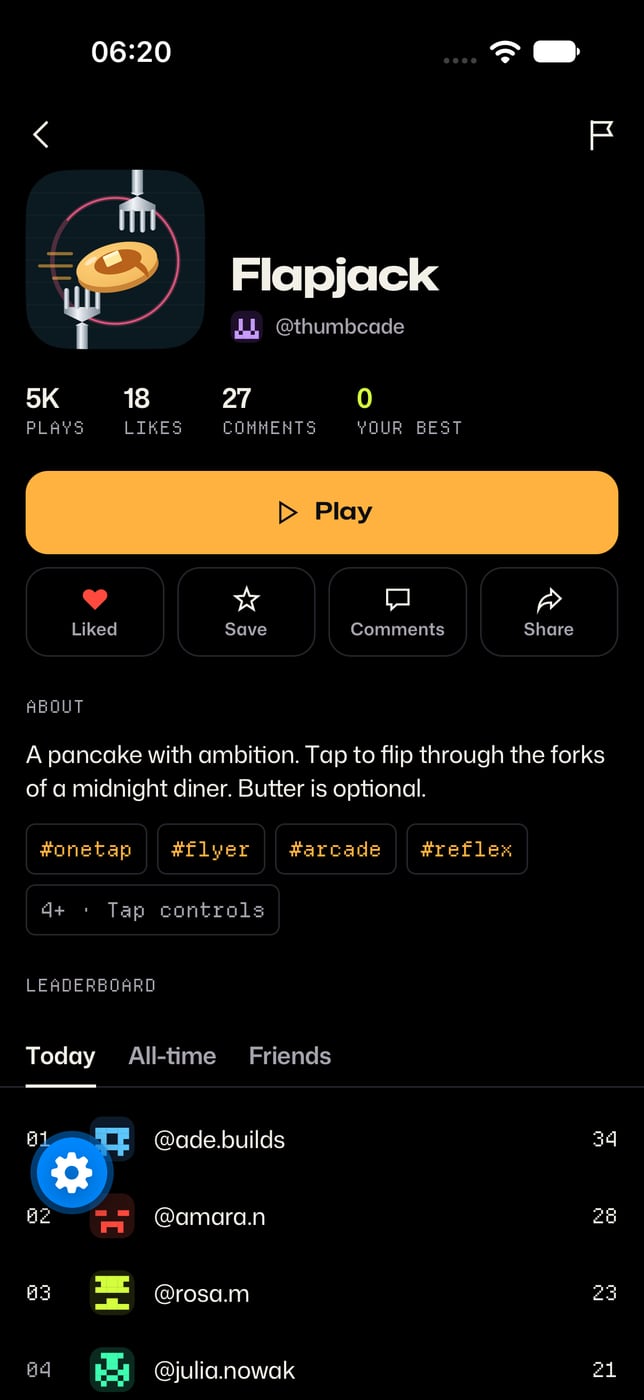 06:20
Flapjack
@thumbcade
5K 18 27 0
PLAYS LIKES COMMENTS YOUR BEST
Play
Liked Save Comments Share
ABOUT
A pancake with ambition. Tap to flip through the forks
of a midnight diner. Butter is optional.
#onetap #flyer #arcade #reflex
4+ · Tap controls
LEADERBOARD
Today All-time Friends
01 @ade.builds 34
02 @amara.n 28
03 @rosa.m 23
04 @julia.nowak 21